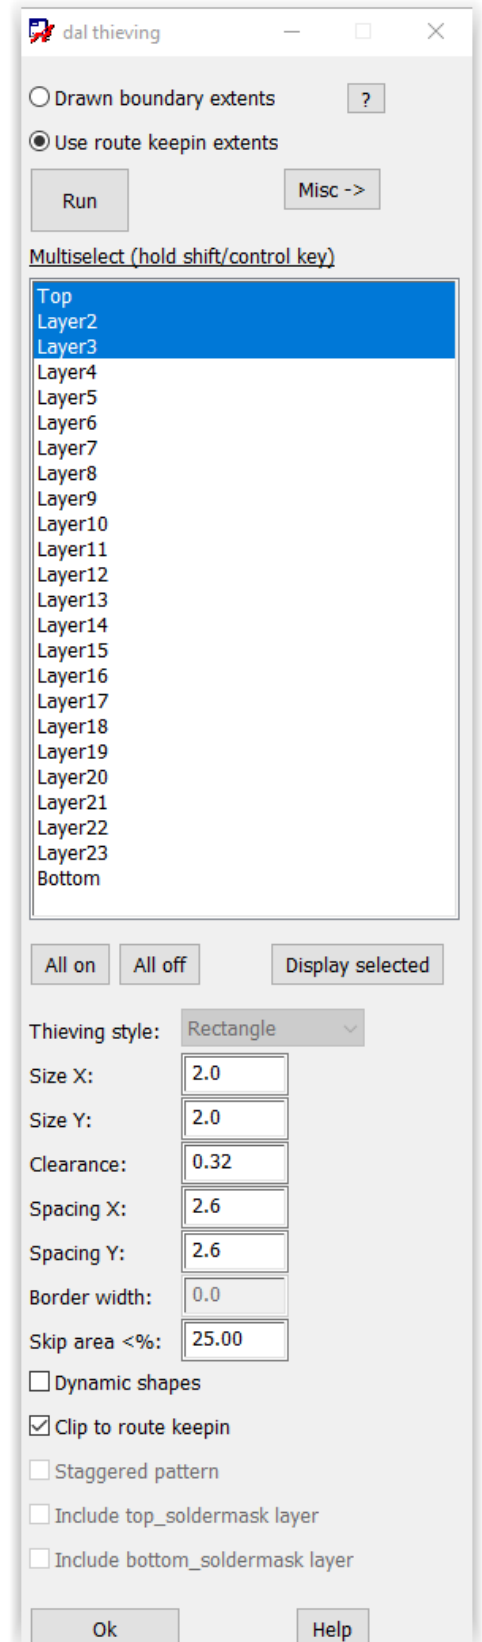 dal thieving
Drawn boundary extents ?
Use route keepin extents
Run Misc ->
Multiselect (hold shift/control key)
Top
Layer2
Layer3
Layer4
Layer5
Layer6
Layer7
Layer8
Layer9
Layer10
Layer11
Layer12
Layer13
Layer14
Layer15
Layer16
Layer17
Layer18
Layer19
Layer20
Layer21
Layer22
Layer23
Bottom
All on All off Display selected
Thieving style: Rectangle
Size X: 2.0
Size Y: 2.0
Clearance: 0.32
Spacing X: 2.6
Spacing Y: 2.6
Border width: 0.0
Skip area <%: 25.00
Dynamic shapes
Clip to route keepin
Staggered pattern
Include top_soldermask layer
Include bottom_soldermask layer
Ok Help